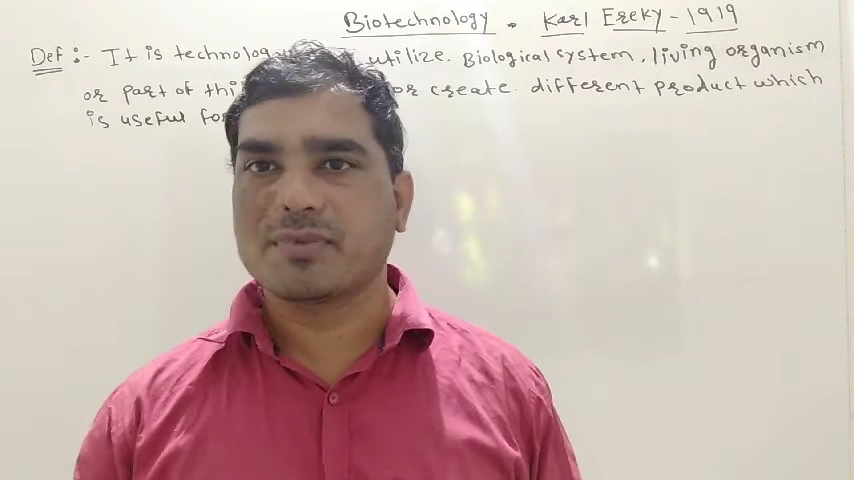 Biotechnology. Karl Ereky - 1919
Def :- It is technology utilize. Biological system, living organism
or part of thi or create different product which
is useful fo